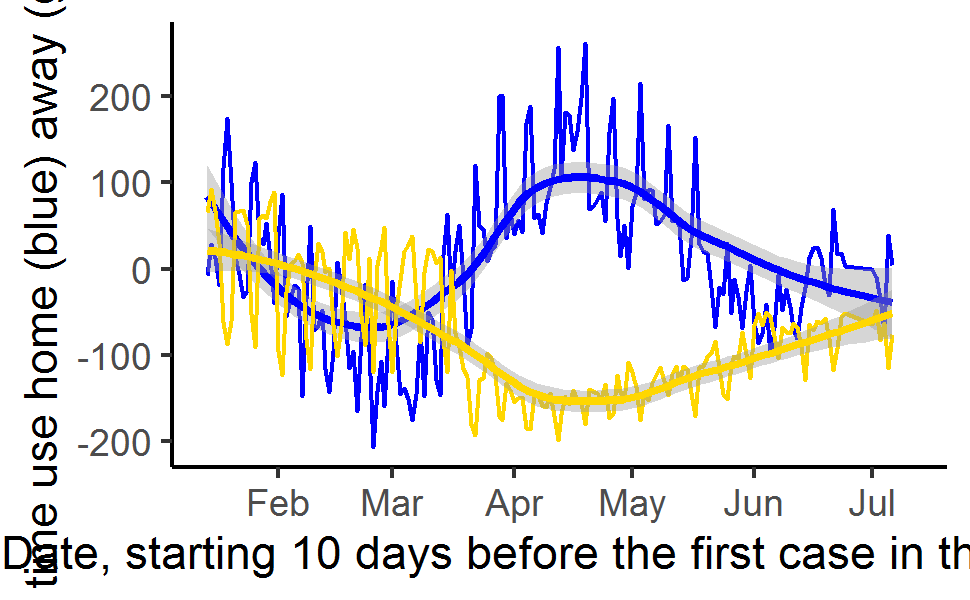 time use home (blue) away (
200
100
0
-100
-200
Feb Mar Apr May Jun Jul
Date, starting 10 days before the first case in th